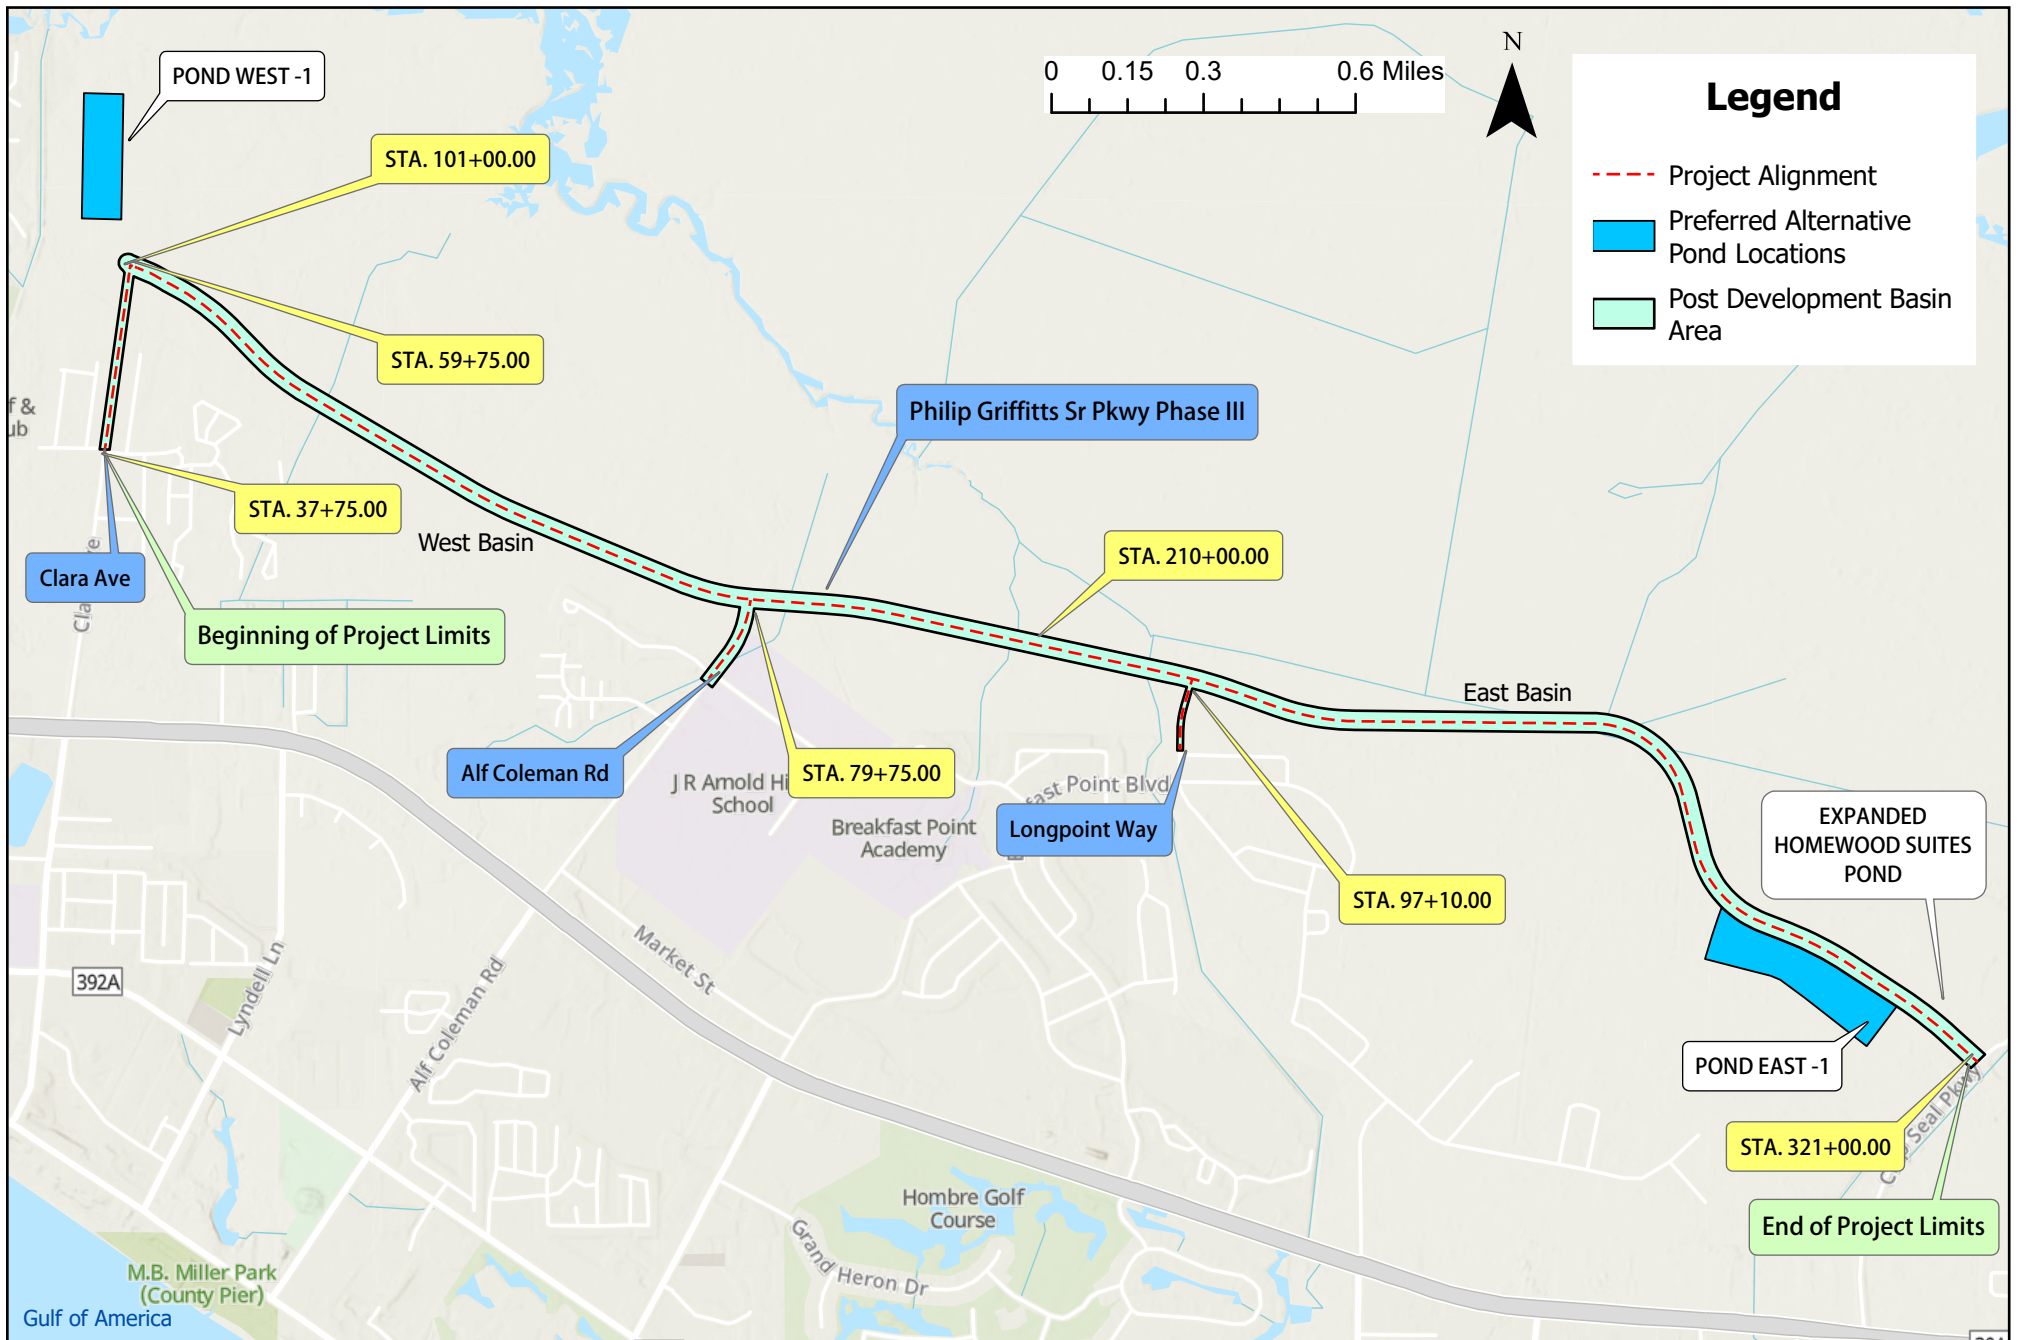 POND WEST -1
0 0.15 0.3 0.6 Miles
N
Legend
Project Alignment
Preferred Alternative
Pond Locations
Post Development Basin
Area
STA. 101+00.00
STA. 59+75.00
Philip Griffitts Sr Pkwy Phase III
STA. 37+75.00
West Basin
STA. 210+00.00
Clara Ave
Beginning of Project Limits
East Basin
Alf Coleman Rd
STA. 79+75.00
J R Arnold Hi
School
Point Blvd
Longpoint Way
Breakfast Point
Academy
EXPANDED
HOMEWOOD SUITES
POND
STA. 97+10.00
Market St
392A
Lyndell Ln
Alf Coleman Rd
POND EAST -1
STA. 321+00.00
Seal Pkwy
End of Project Limits
Hombre Golf
Course
Grand Heron Dr
M.B. Miller Park
(County Pier)
Gulf of America